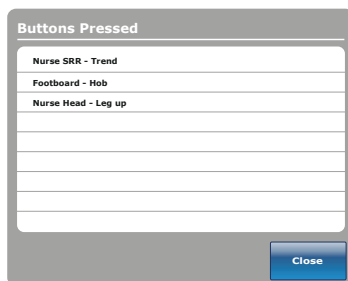 Buttons Pressed
Nurse SRR - Trend
Footboard - Hob
Nurse Head - Leg up
Close